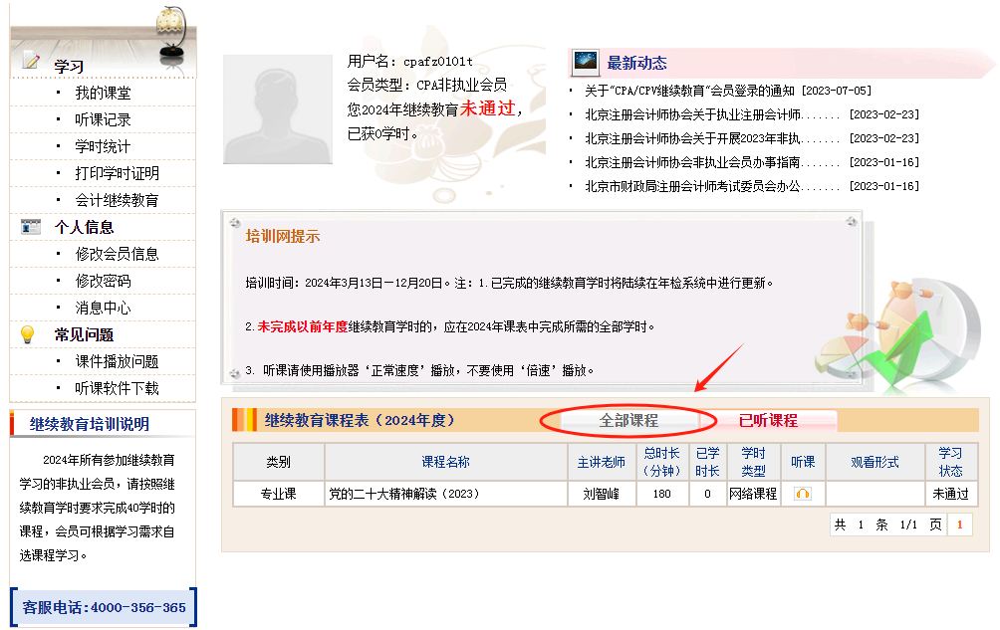 学习
· 我的课堂
· 听课记录
· 学时统计
· 打印学时证明
· 会计继续教育
个人信息
· 修改会员信息
· 修改密码
· 消息中心
常见问题
· 课件播放问题
· 听课软件下载
继续教育培训说明
2024年所有参加继续教育
学习的非执业会员，请按照继
续教育学时要求完成40学时的
课程，会员可根据学习需求自
选课程学习。
客服电话:4000-356-365
用户名：cpafz0101t
会员类型：CPA非执业会员
您2024年继续教育未通过，
已获0学时。
最新动态
· 关于“CPA/CPV继续教育”会员登录的通知 [2023-07-05]
· 北京注册会计师协会关于执业注册会计师....... [2023-02-23]
· 北京注册会计师协会关于开展2023年非执....... [2023-02-23]
· 北京注册会计师协会非执业会员办事指南....... [2023-01-16]
· 北京市财政局注册会计师考试委员会办公....... [2023-01-16]
培训网提示
培训时间：2024年3月13日—12月20日。注：1.已完成的继续教育学时将陆续在年检系统中进行更新。
2.未完成以前年度继续教育学时的，应在2024年课表中完成所需的全部学时。
3. 听课请使用播放器‘正常速度’播放，不要使用‘倍速’播放。
继续教育课程表（2024年度） 全部课程 已听课程
类别 课程名称 主讲老师 总时长（分钟） 已学时长 学时类型 听课 观看形式 学习状态
专业课 党的二十大精神解读（2023） 刘智峰 180 0 网络课程 未通过
共 1 条 1/1 页 1